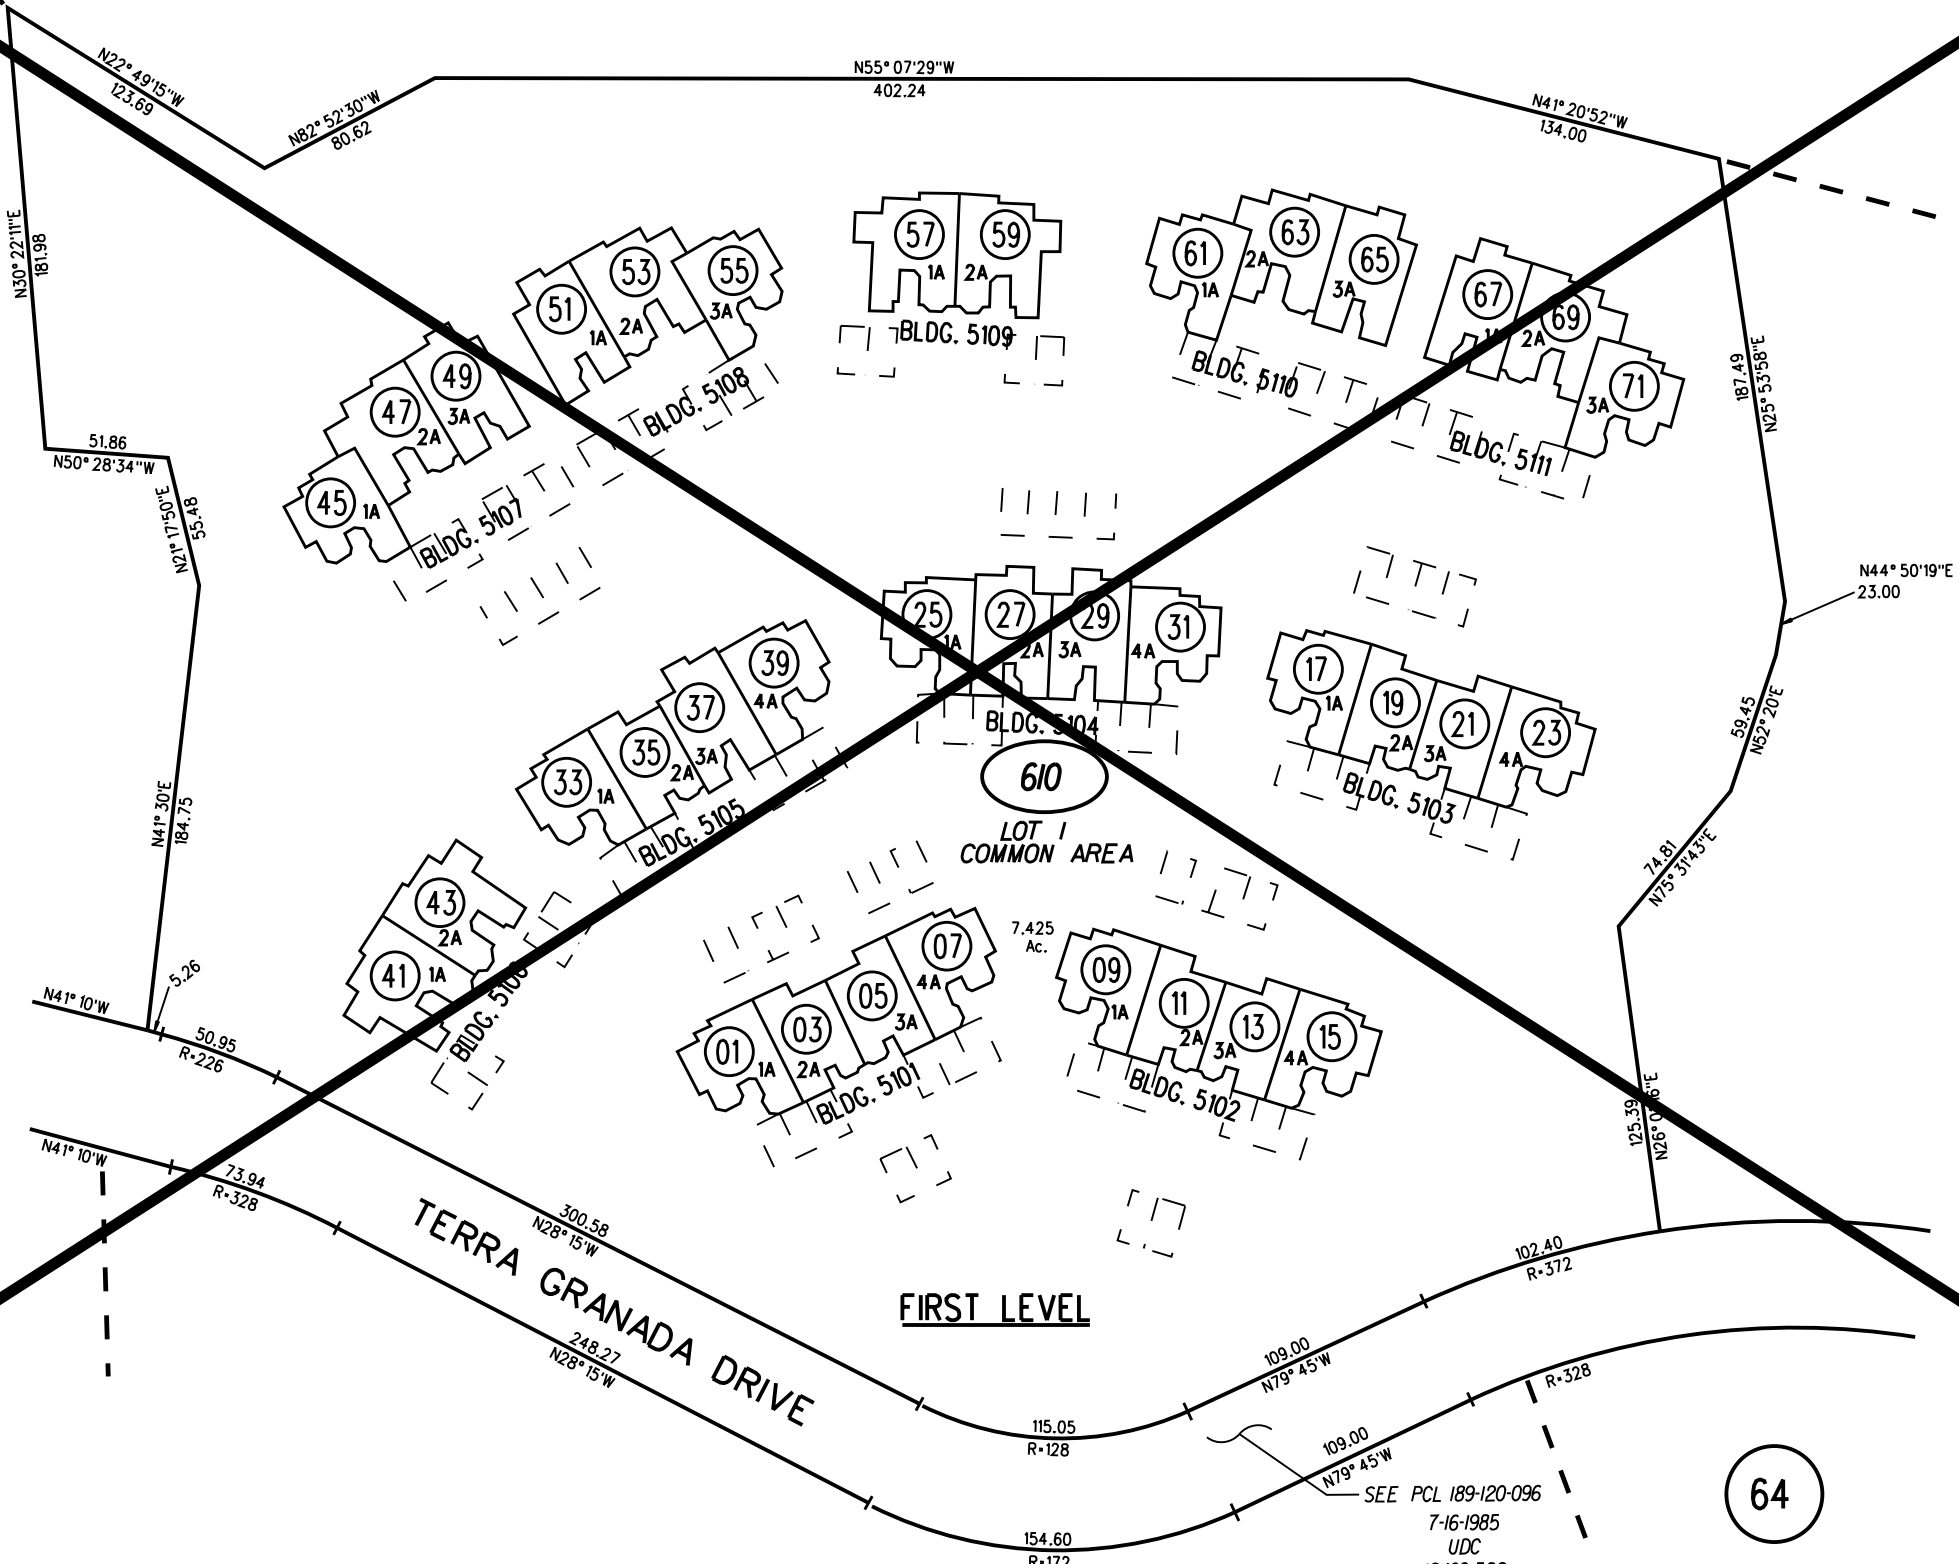 N22° 49'15"W
123.69
N82° 52'30"W
80.62
N55° 07'29"W
402.24
N41° 20'52"W
134.00
N30° 22'11"E
181.98
51.86
N50° 28'34"W
N21° 17'50"E
55.48
N41° 30'E
184.75
187.49
N25° 53'58"E
N44° 50'19"E
23.00
59.45
N52° 20'E
74.81
N75° 31'43"E
125.39
51
1A
53
2A
55
3A
BLDG. 5108
57
1A
59
2A
BLDG. 5109
61
1A
63
2A
65
3A
BLDG. 5110
67
69
2A
71
3A
BLDG. 5111
45
1A
47
2A
49
3A
BLDG. 5107
25
1A
27
2A
29
3A
31
4A
BLDG. 5104
17
1A
19
2A
21
3A
23
4A
BLDG. 5103
33
1A
35
2A
37
3A
39
4A
BLDG. 5105
610
LOT 1
COMMON AREA
7.425
Ac.
43
2A
41
1A
BLDG. 5106
01
1A
03
2A
05
3A
07
4A
BLDG. 5101
09
1A
11
2A
13
3A
15
4A
BLDG. 5102
5.26
N41° 10'W
50.95
R=226
N41° 10'W
73.94
R=328
300.58
N28° 15'W
TERRA GRANADA DRIVE
248.27
N28° 15'W
FIRST LEVEL
115.05
R=128
109.00
N79° 45'W
102.40
R=372
154.60
R=172
109.00
N79° 45'W
R=328
SEE PCL 189-120-096
7-16-1985
UDC
64